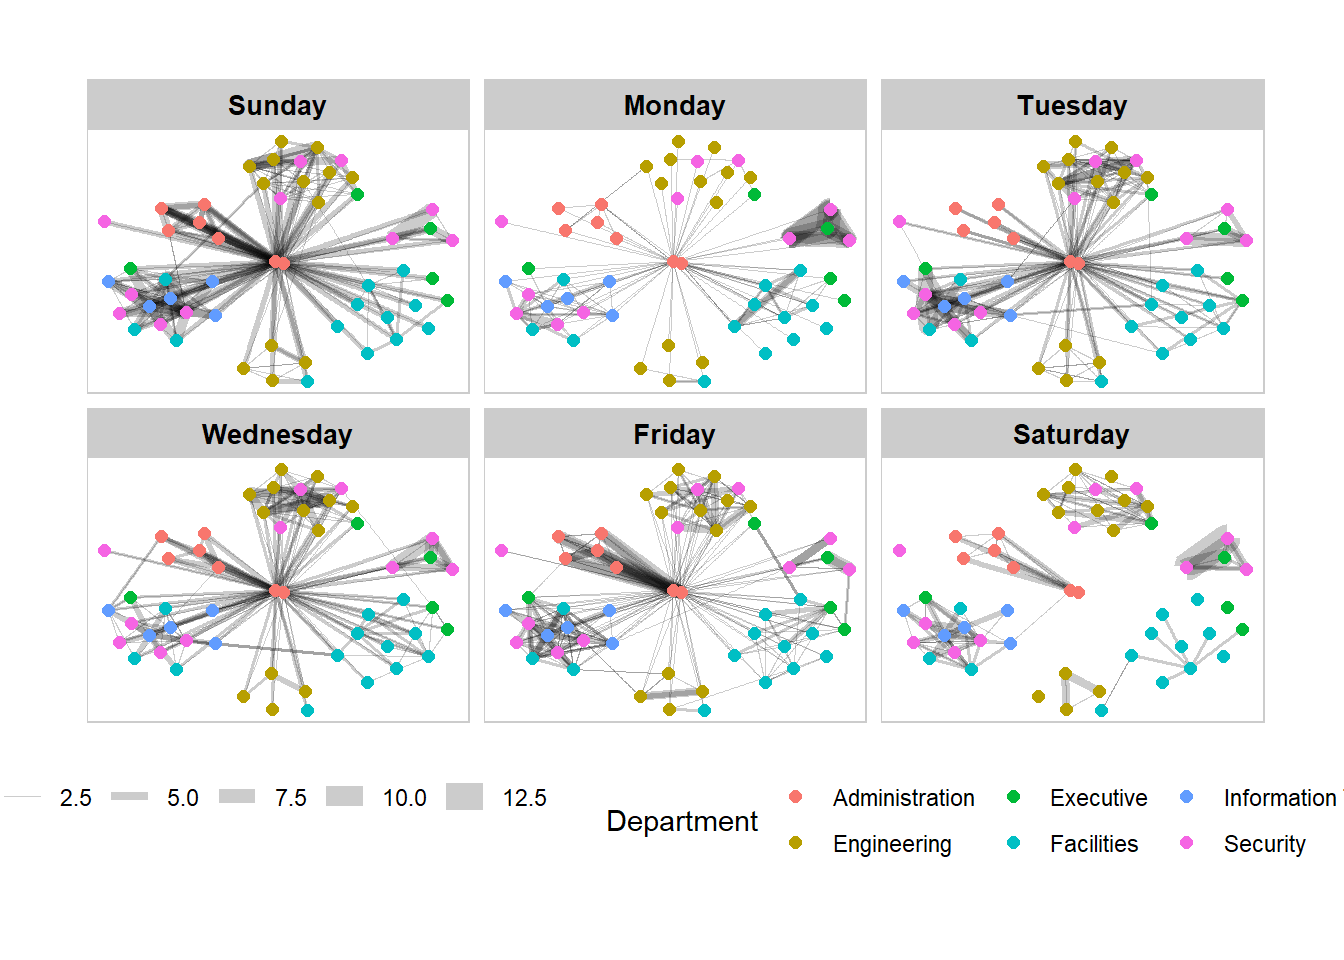 Sunday Monday Tuesday
Wednesday Friday Saturday
2.5 5.0 7.5 10.0 12.5
Department
Administration Executive Information
Engineering Facilities Security